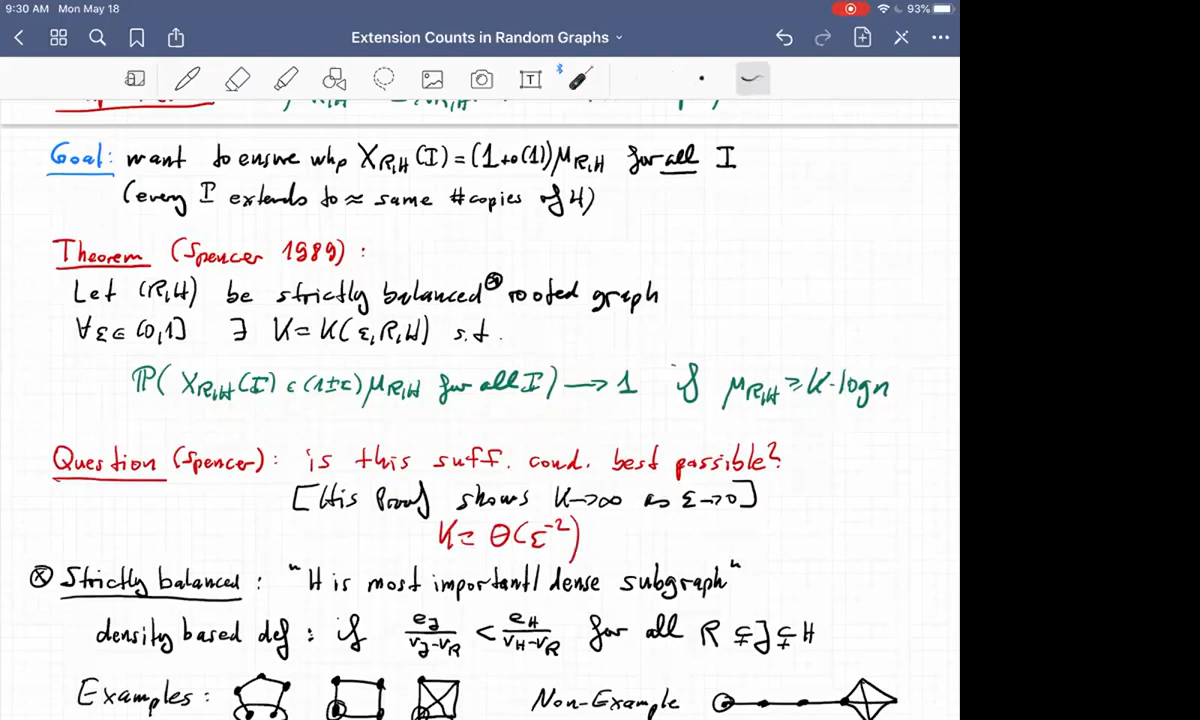 9:30 AM Mon May 18
93%
Extension Counts in Random Graphs
Goal: want to ensure whp X_{R,H}(I) = (1+o(1)) μ_{R,H} for all I
(every I extends to ≈ same #copies of H)
Theorem (Spencer 1989):
Let (R,H) be strictly balanced⊛ rooted graph
∀ε∈(0,1] ∃ K=K(ε,R,H) s.t.
ℙ( X_{R,H}(I) ∈ (1±ε) μ_{R,H} for all I ) → 1 if μ_{R,H} ≥ K·log n
Question (Spencer): is this suff. cond. best possible?
[His Proof shows K→∞ as ε→0]
K = Θ(ε^{-2})
⊛ Strictly balanced: "H is most important/dense subgraph"
density based def: if e_J/(v_J-v_R) < e_H/(v_H-v_R) for all R ⊊ J ⊊ H
Examples: Non-Example